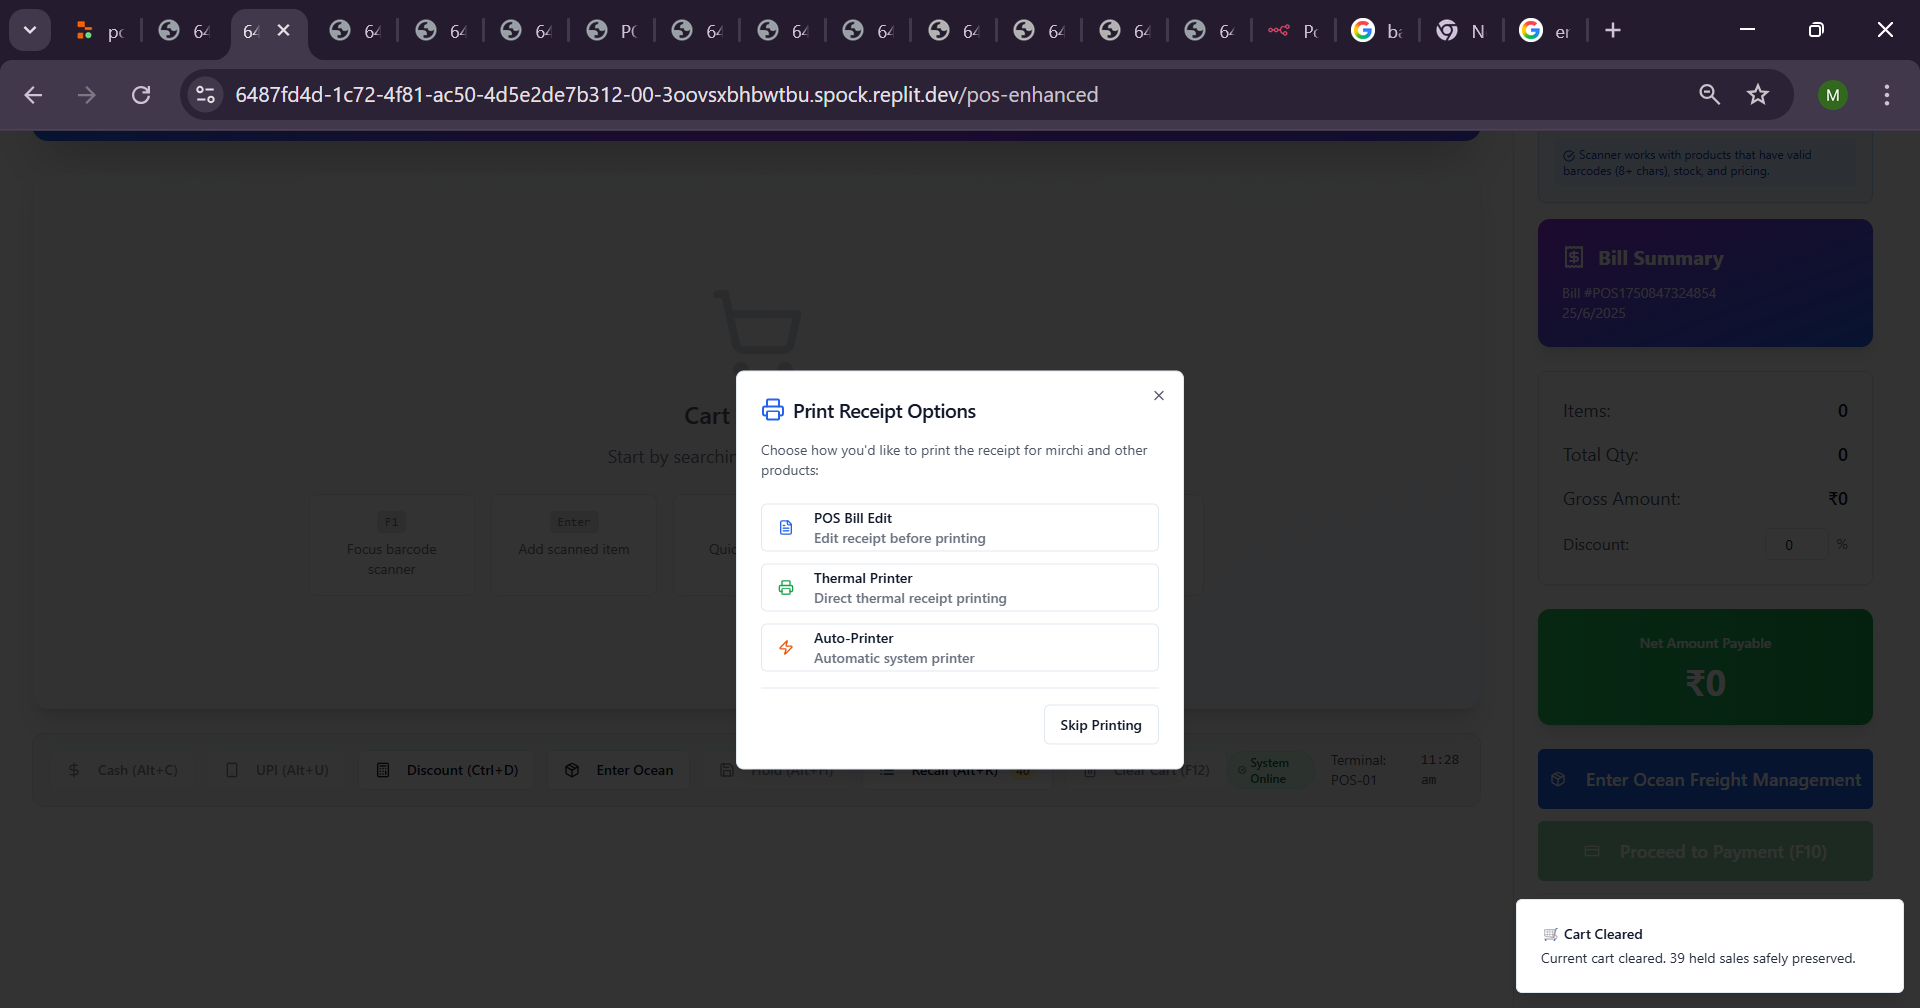 pc
64
64
64
64
64
PC
64
64
64
64
64
64
64
Pc
ba
N
er
6487fd4d-1c72-4f81-ac50-4d5e2de7b312-00-3oovsxbhbwtbu.spock.replit.dev/pos-enhanced
M
Scanner works with products that have valid
barcodes (8+ chars), stock, and pricing.
Bill Summary
Bill #POS1750847324854
25/6/2025
Items: 0
Total Qty: 0
Gross Amount: ₹0
Discount: 0 %
Net Amount Payable
₹0
Enter Ocean Freight Management
Proceed to Payment (F10)
Cart
Start by searchin
F1
Focus barcode
scanner
Enter
Add scanned item
Quic
Print Receipt Options
Choose how you'd like to print the receipt for mirchi and other
products:
POS Bill Edit
Edit receipt before printing
Thermal Printer
Direct thermal receipt printing
Auto-Printer
Automatic system printer
Skip Printing
Cash (Alt+C)
UPI (Alt+U)
Discount (Ctrl+D)
Enter Ocean
Hold (Alt+H)
Recall (Alt+R) 40
Clear Cart (F12)
System
Online
Terminal:
POS-01
11:28
am
Cart Cleared
Current cart cleared. 39 held sales safely preserved.